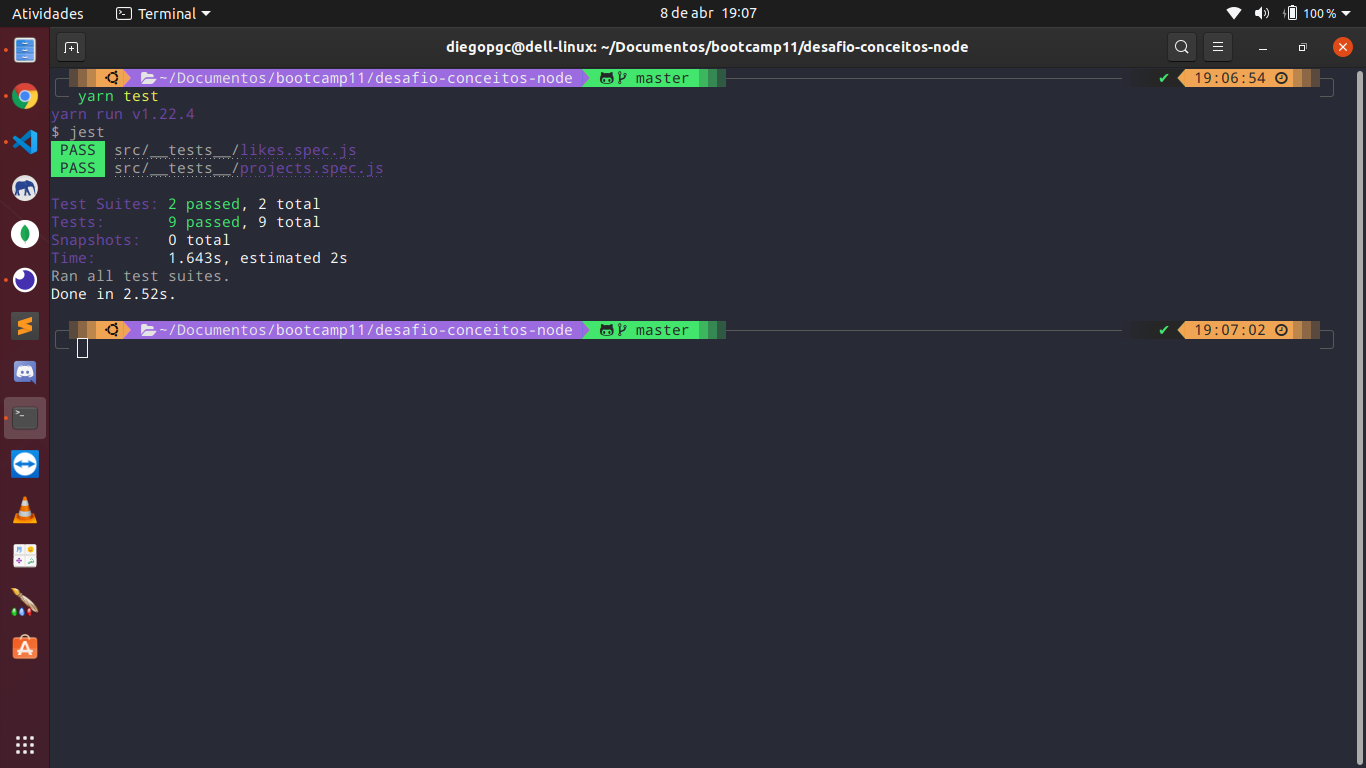 Atividades Terminal 8 de abr 19:07 100 %
diegopgc@dell-linux: ~/Documentos/bootcamp11/desafio-conceitos-node
~/Documentos/bootcamp11/desafio-conceitos-node master ✔ 19:06:54
yarn test
yarn run v1.22.4
$ jest
PASS src/__tests__/likes.spec.js
PASS src/__tests__/projects.spec.js
Test Suites: 2 passed, 2 total
Tests: 9 passed, 9 total
Snapshots: 0 total
Time: 1.643s, estimated 2s
Ran all test suites.
Done in 2.52s.
~/Documentos/bootcamp11/desafio-conceitos-node master ✔ 19:07:02